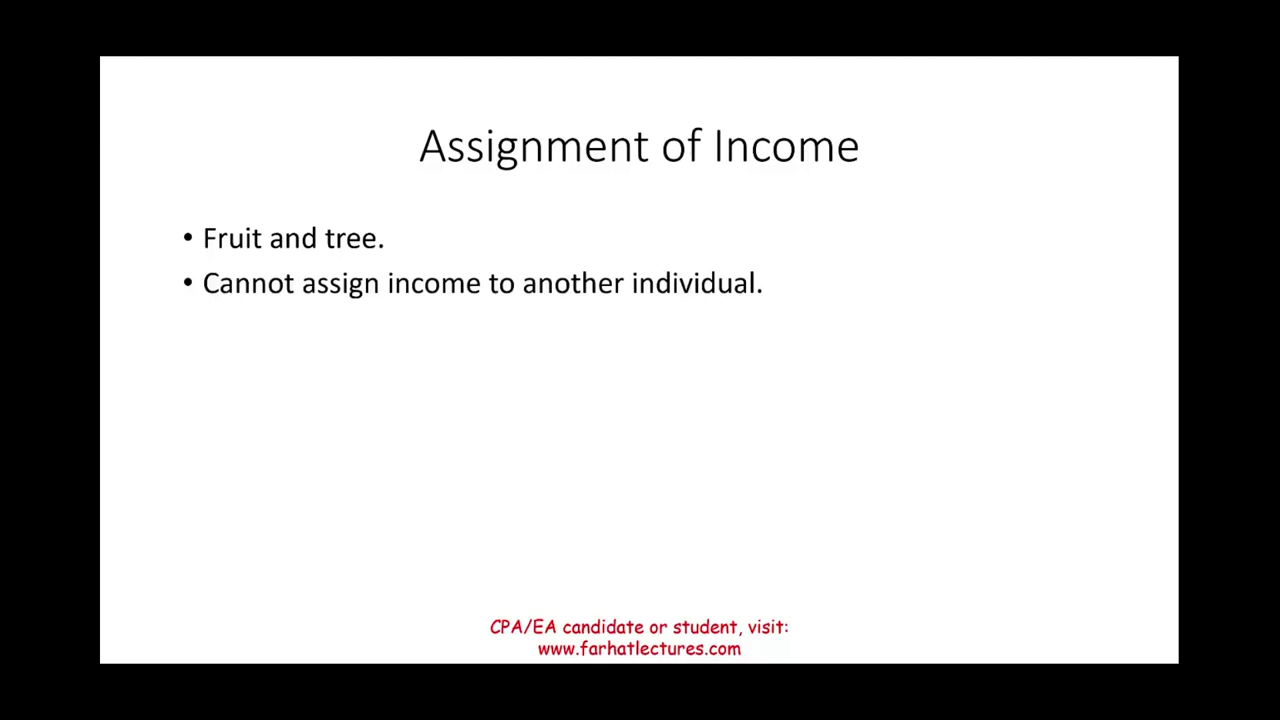 Assignment of Income
• Fruit and tree.
• Cannot assign income to another individual.
CPA/EA candidate or student, visit:
www.farhatlectures.com